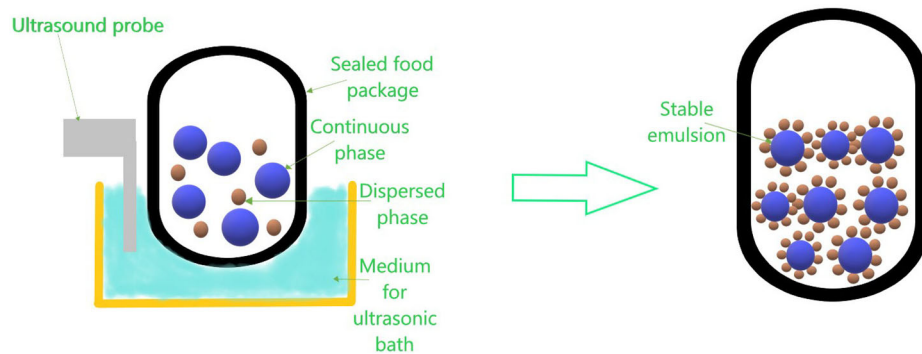 Ultrasound probe
Sealed food
package
Continuous
phase
Dispersed
phase
Medium
for
ultrasonic
bath
Stable
emulsion